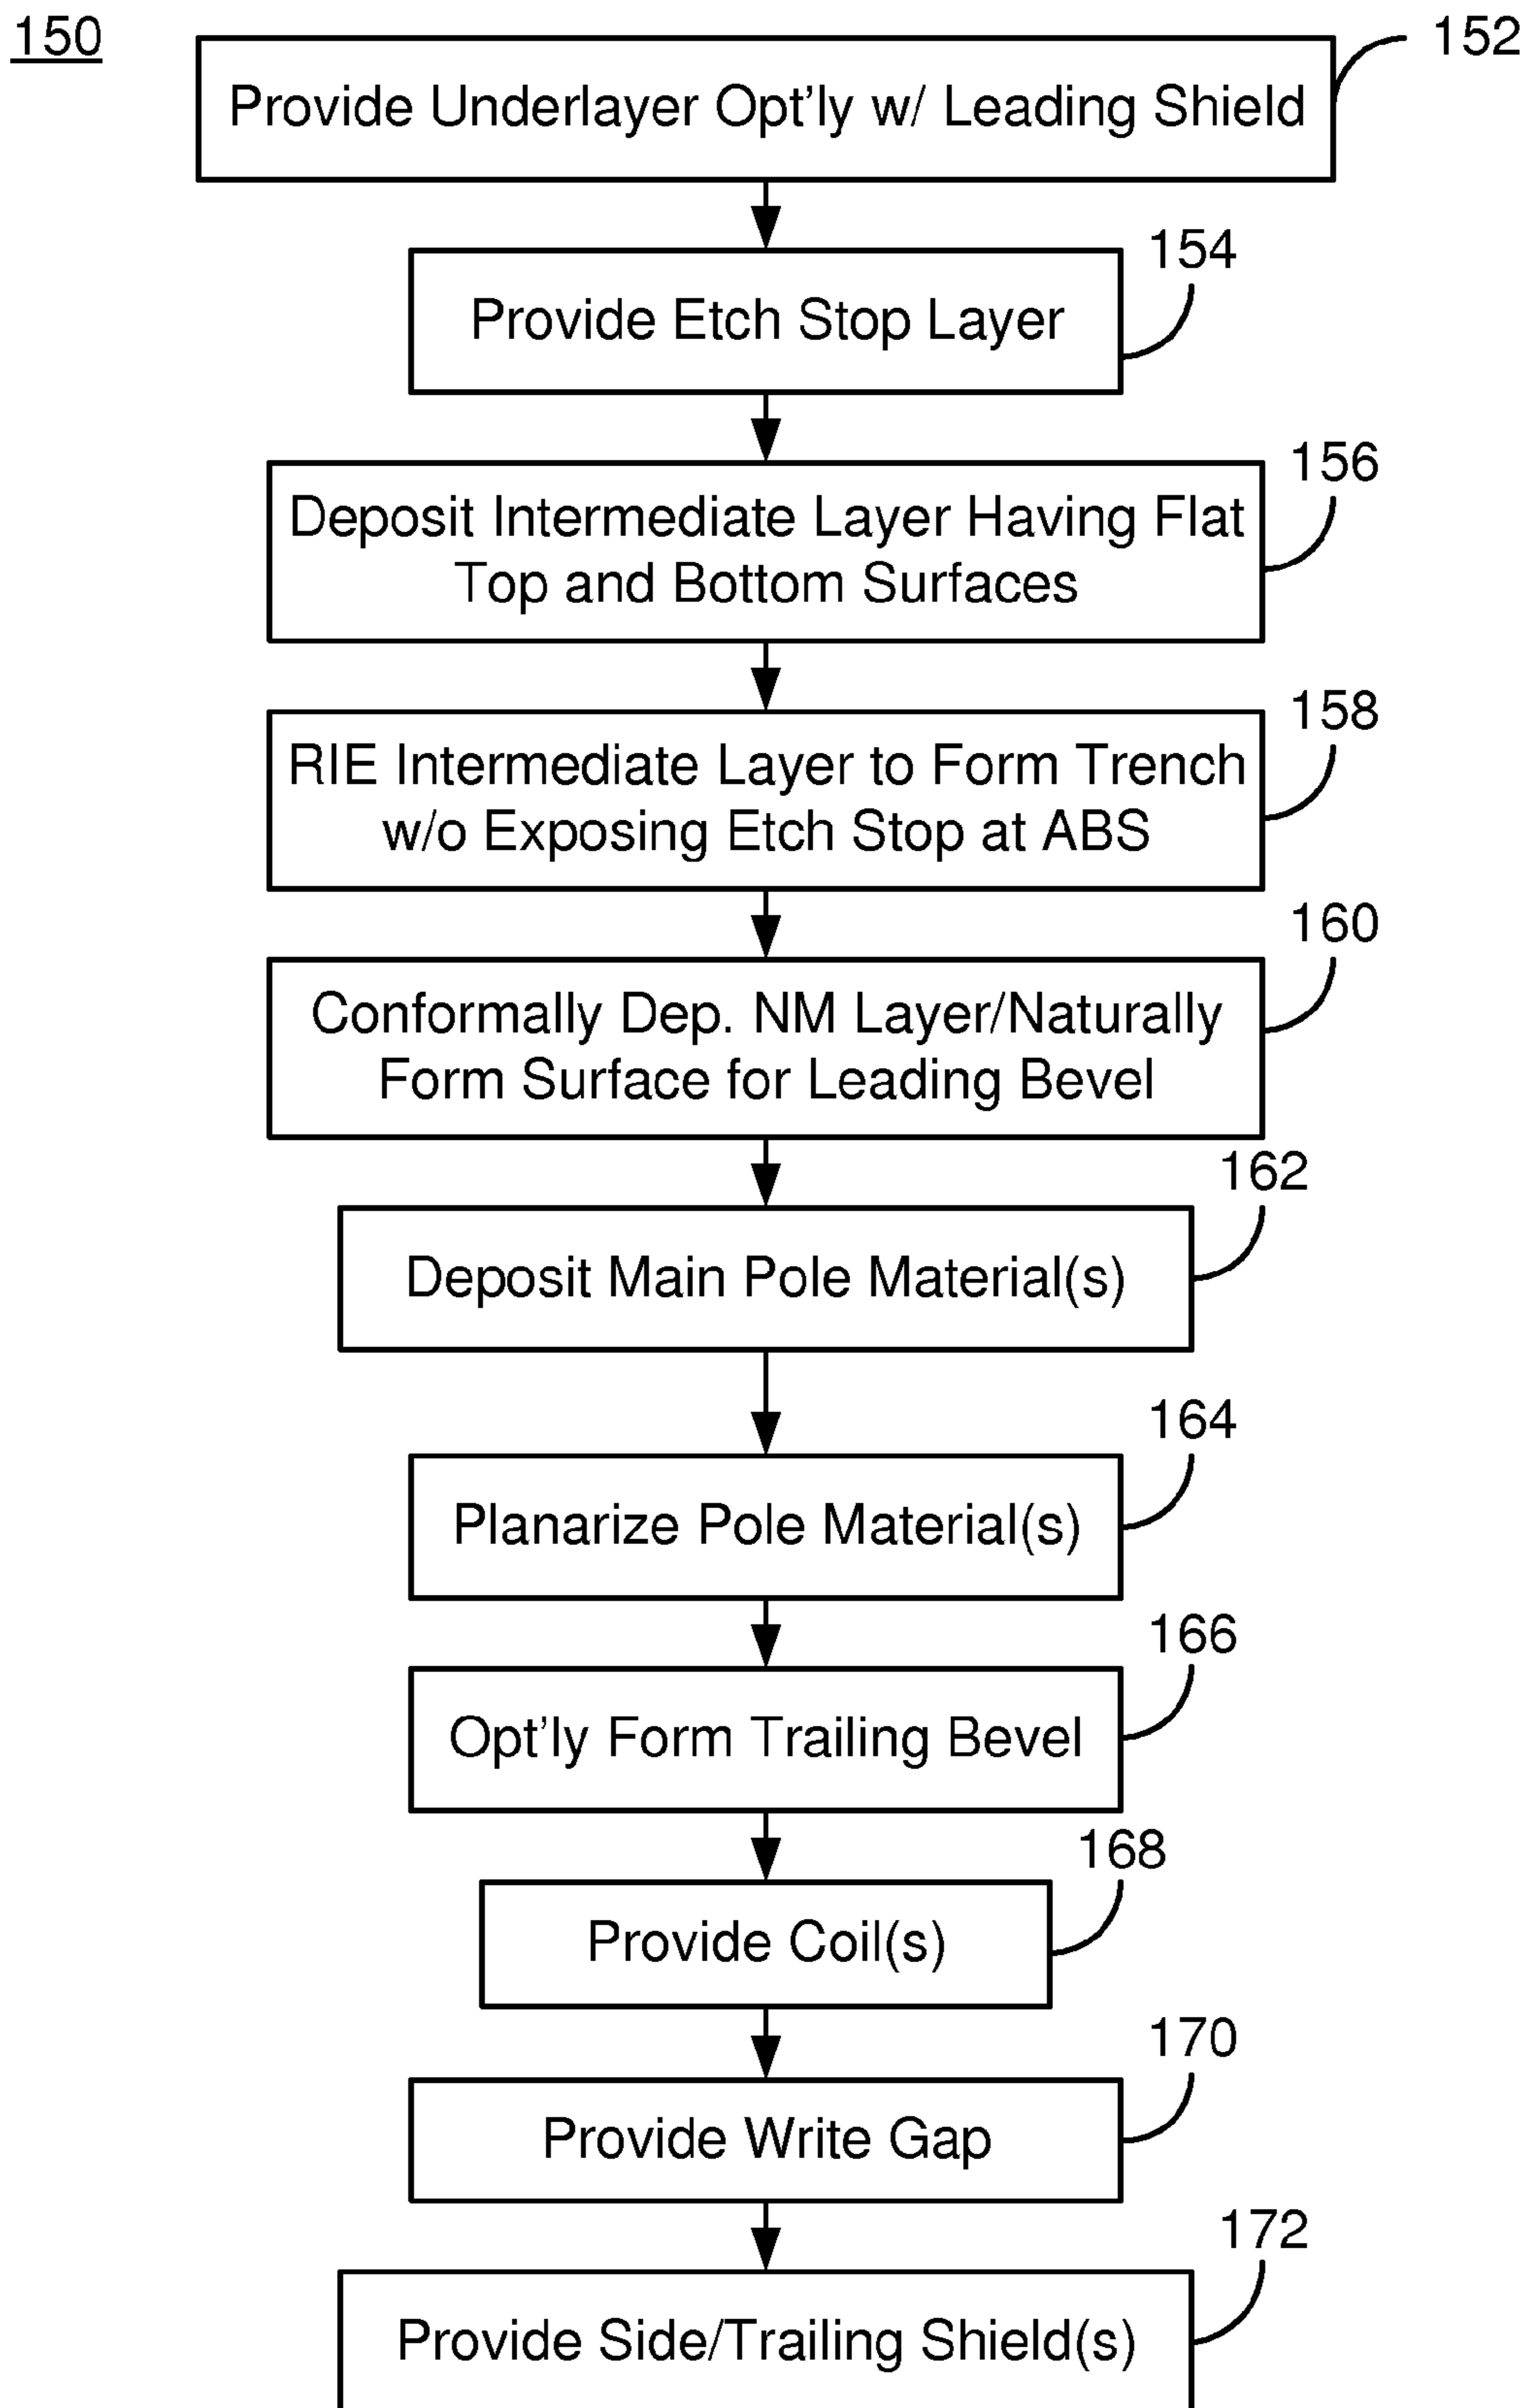 150
152
Provide Underlayer Opt'ly w/ Leading Shield
154
Provide Etch Stop Layer
156
Deposit Intermediate Layer Having Flat
Top and Bottom Surfaces
158
RIE Intermediate Layer to Form Trench
w/o Exposing Etch Stop at ABS
160
Conformally Dep. NM Layer/Naturally
Form Surface for Leading Bevel
162
Deposit Main Pole Material(s)
164
Planarize Pole Material(s)
166
Opt'ly Form Trailing Bevel
168
Provide Coil(s)
170
Provide Write Gap
172
Provide Side/Trailing Shield(s)